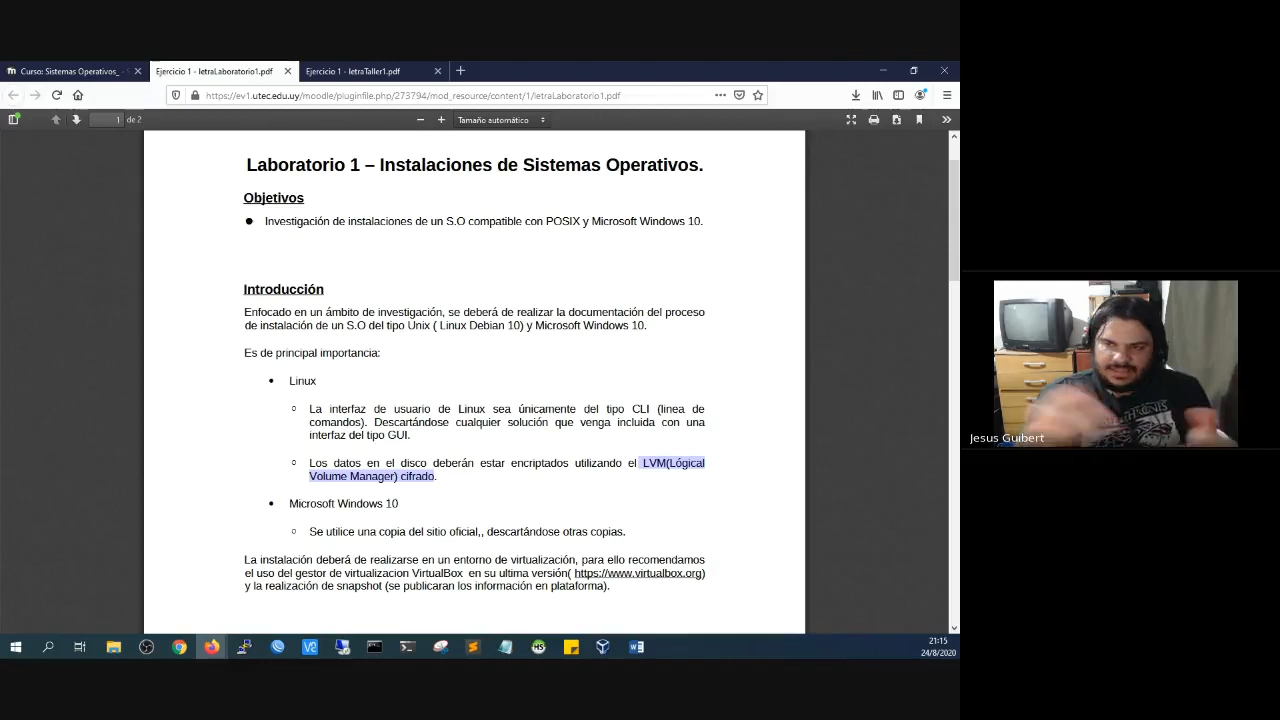 Curso: Sistemas Operativos_ - S
Ejercicio 1 - letraLaboratorio1.pdf
Ejercicio 1 - letraTaller1.pdf
https://ev1.utec.edu.uy/moodle/pluginfile.php/273794/mod_resource/content/1/letraLaboratorio1.pdf
1 de 2
Tamaño automático
Laboratorio 1 – Instalaciones de Sistemas Operativos.
Objetivos
Investigación de instalaciones de un S.O compatible con POSIX y Microsoft Windows 10.
Introducción
Enfocado en un ámbito de investigación, se deberá de realizar la documentación del proceso
de instalación de un S.O del tipo Unix ( Linux Debian 10) y Microsoft Windows 10.
Es de principal importancia:
Linux
La interfaz de usuario de Linux sea únicamente del tipo CLI (linea de
comandos). Descartándose cualquier solución que venga incluida con una
interfaz del tipo GUI.
Los datos en el disco deberán estar encriptados utilizando el LVM(Lógical
Volume Manager) cifrado.
Microsoft Windows 10
Se utilice una copia del sitio oficial,, descartándose otras copias.
La instalación deberá de realizarse en un entorno de virtualización, para ello recomendamos
el uso del gestor de virtualizacion VirtualBox en su ultima versión( https://www.virtualbox.org)
y la realización de snapshot (se publicaran los información en plataforma).
Jesus Guibert
21:15
24/8/2020